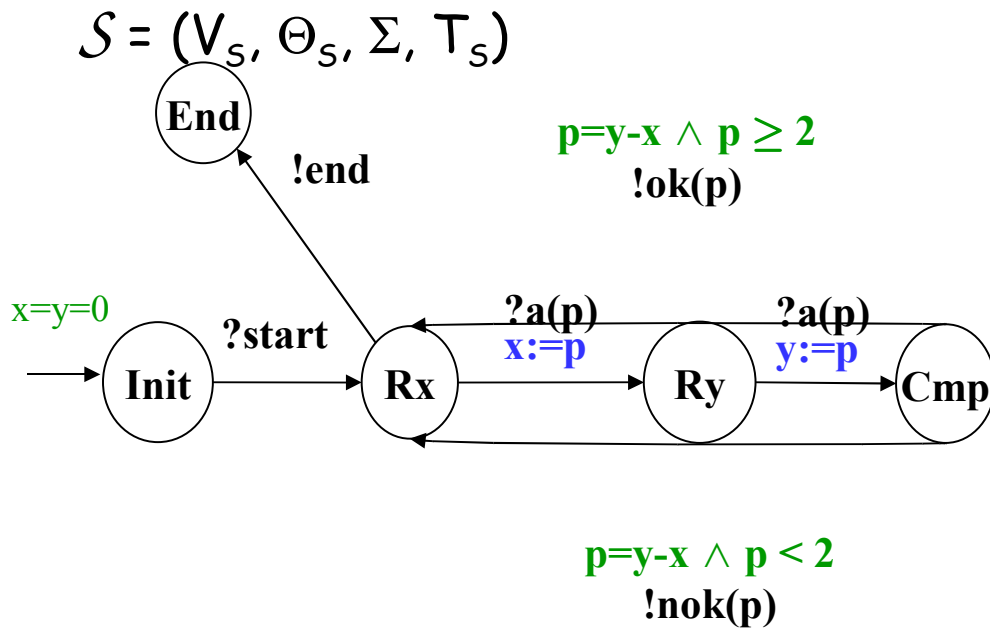 𝒮 = (V_S, Θ_S, Σ, T_S)
End
p=y-x ∧ p ≥ 2
!ok(p)
!end
x=y=0
?start
?a(p)
x:=p
?a(p)
y:=p
Init
Rx
Ry
Cmp
p=y-x ∧ p < 2
!nok(p)